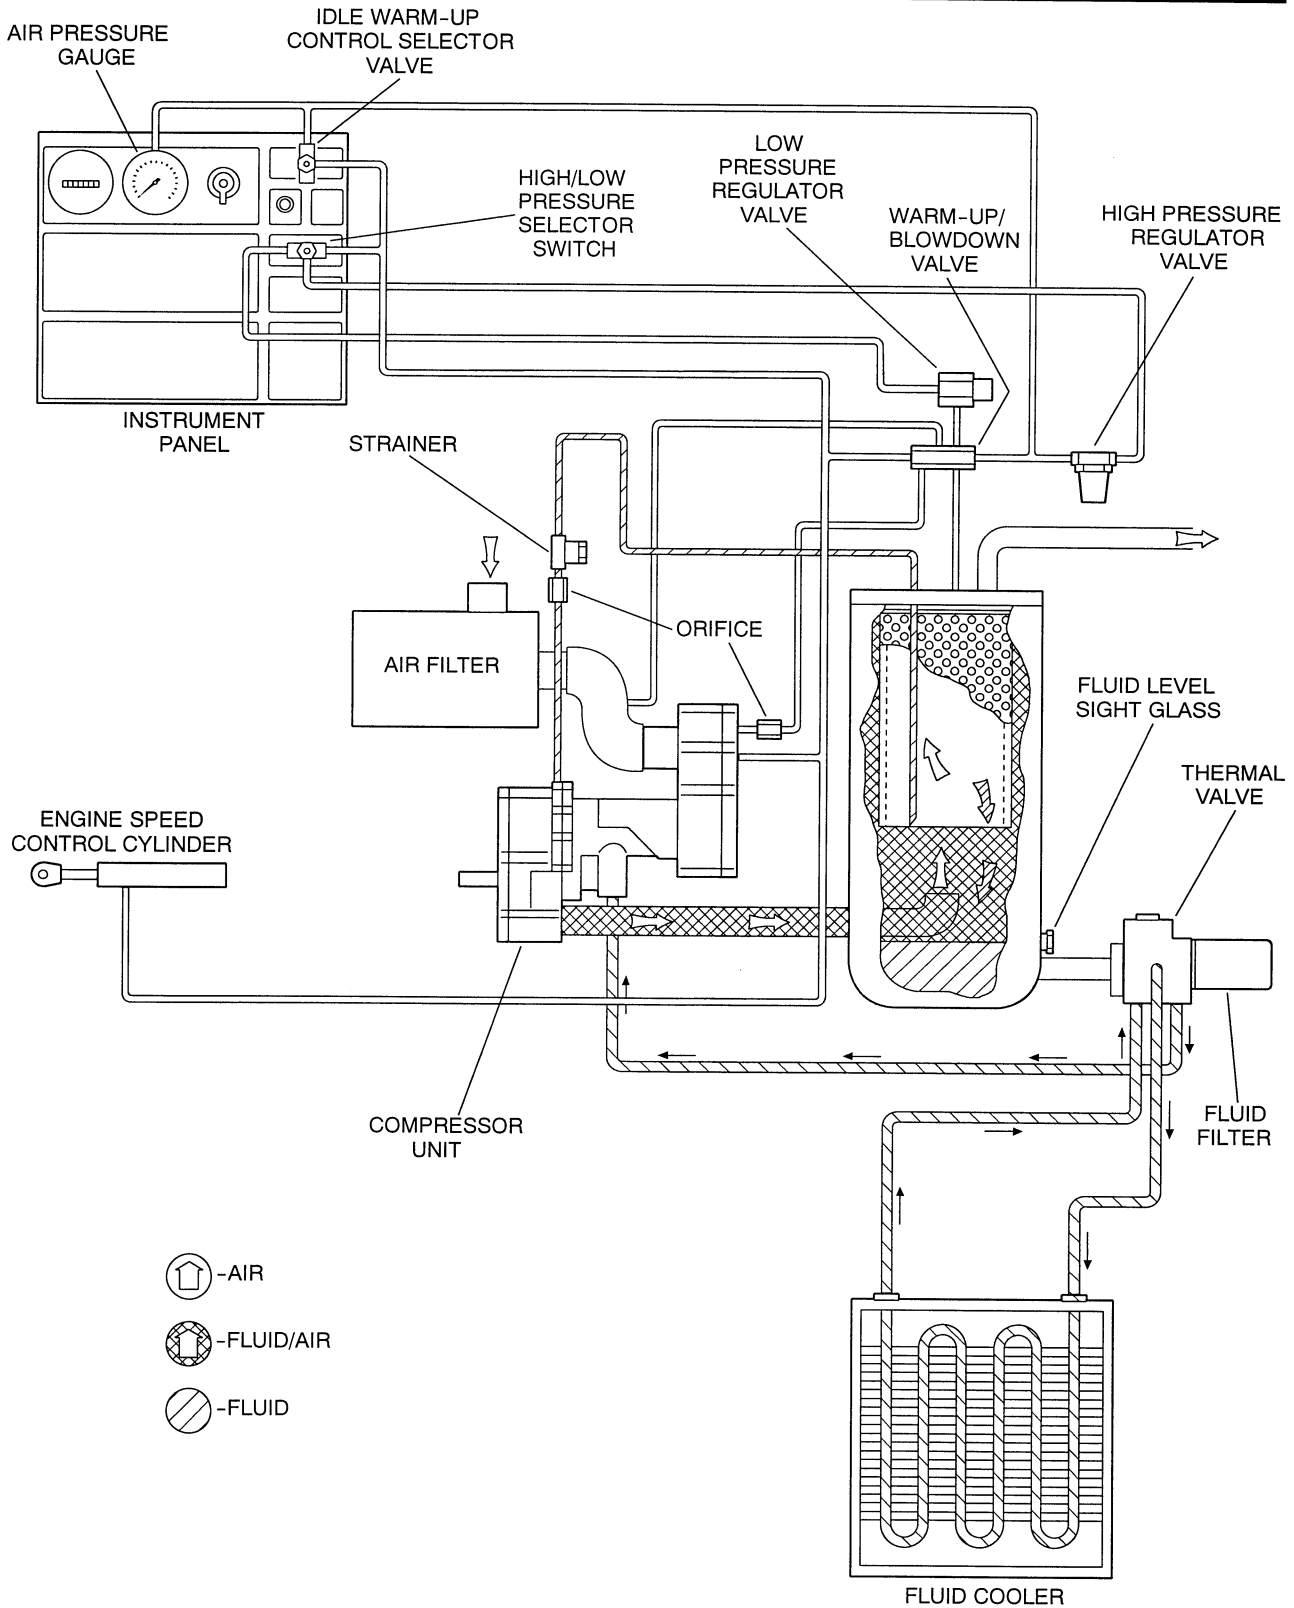 AIR PRESSURE
GAUGE
IDLE WARM-UP
CONTROL SELECTOR
VALVE
LOW
PRESSURE
REGULATOR
VALVE
HIGH/LOW
PRESSURE
SELECTOR
SWITCH
WARM-UP/
BLOWDOWN
VALVE
HIGH PRESSURE
REGULATOR
VALVE
INSTRUMENT
PANEL
STRAINER
ORIFICE
AIR FILTER
FLUID LEVEL
SIGHT GLASS
THERMAL
VALVE
ENGINE SPEED
CONTROL CYLINDER
COMPRESSOR
UNIT
FLUID
FILTER
-AIR
-FLUID/AIR
-FLUID
FLUID COOLER